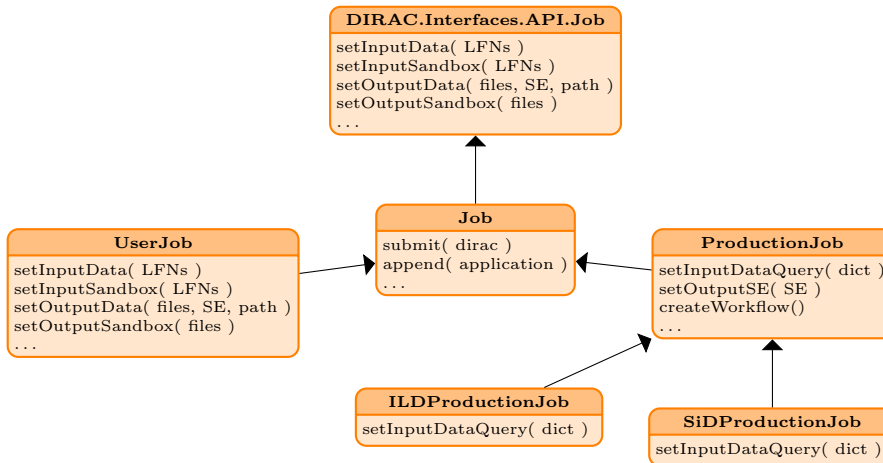 DIRAC.Interfaces.API.Job
setInputData( LFNs )
setInputSandbox( LFNs )
setOutputData( files, SE, path )
setOutputSandbox( files )
...
Job
submit( dirac )
append( application )
...
UserJob
setInputData( LFNs )
setInputSandbox( LFNs )
setOutputData( files, SE, path )
setOutputSandbox( files )
...
ProductionJob
setInputDataQuery( dict )
setOutputSE( SE )
createWorkflow()
...
ILDProductionJob
setInputDataQuery( dict )
SiDProductionJob
setInputDataQuery( dict )